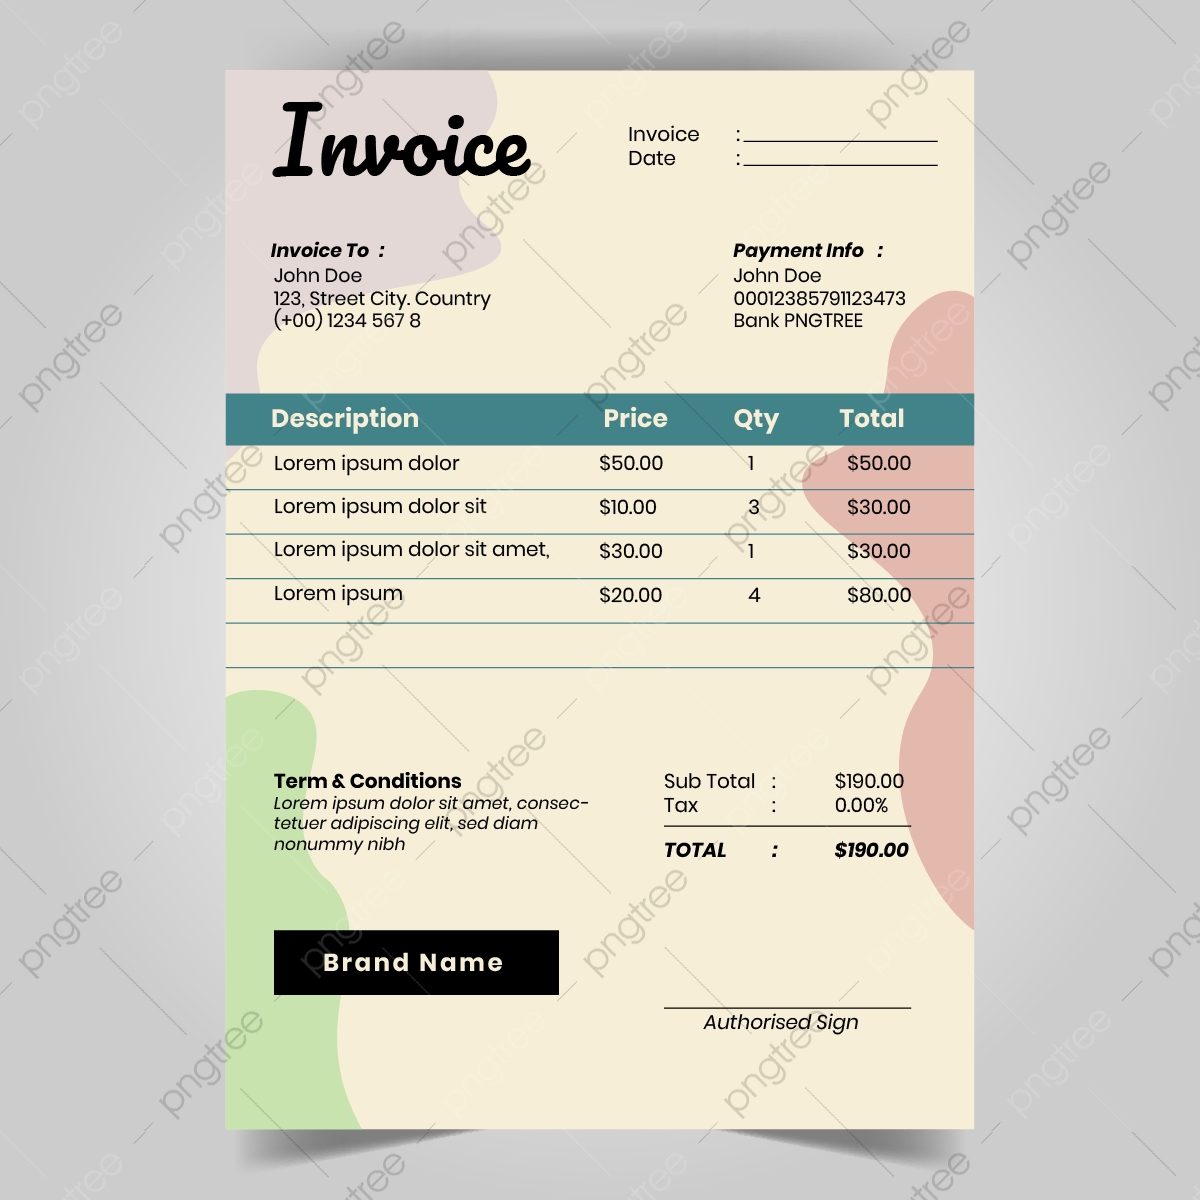 Invoice
Invoice :
Date :
Invoice To :
John Doe
123, Street City. Country
(+00) 1234 567 8
Payment Info :
John Doe
00012385791123473
Bank PNGTREE
Description Price Qty Total
Lorem ipsum dolor $50.00 1 $50.00
Lorem ipsum dolor sit $10.00 3 $30.00
Lorem ipsum dolor sit amet, $30.00 1 $30.00
Lorem ipsum $20.00 4 $80.00
Term & Conditions
Lorem ipsum dolor sit amet, consec-
tetuer adipiscing elit, sed diam
nonummy nibh
Sub Total : $190.00
Tax : 0.00%
TOTAL : $190.00
Brand Name
Authorised Sign
pngtree